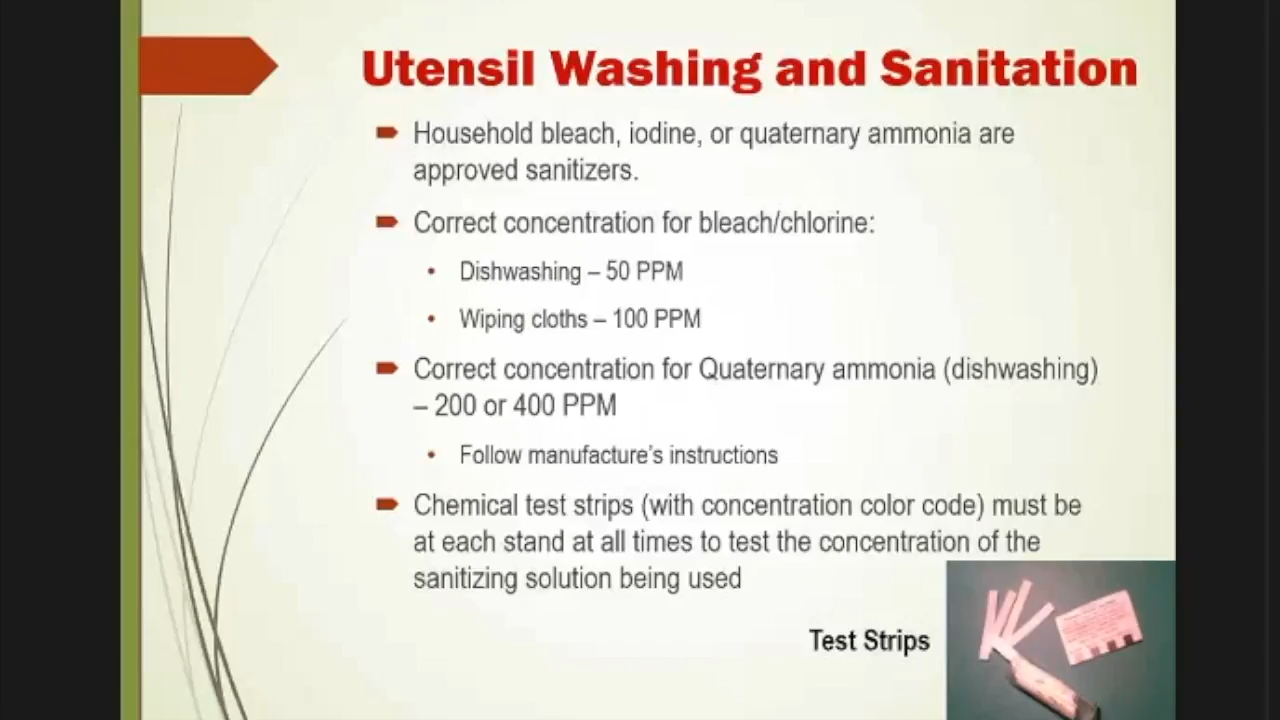 Utensil Washing and Sanitation
Household bleach, iodine, or quaternary ammonia are
approved sanitizers.
Correct concentration for bleach/chlorine:
• Dishwashing – 50 PPM
• Wiping cloths – 100 PPM
Correct concentration for Quaternary ammonia (dishwashing)
– 200 or 400 PPM
• Follow manufacture's instructions
Chemical test strips (with concentration color code) must be
at each stand at all times to test the concentration of the
sanitizing solution being used
Test Strips